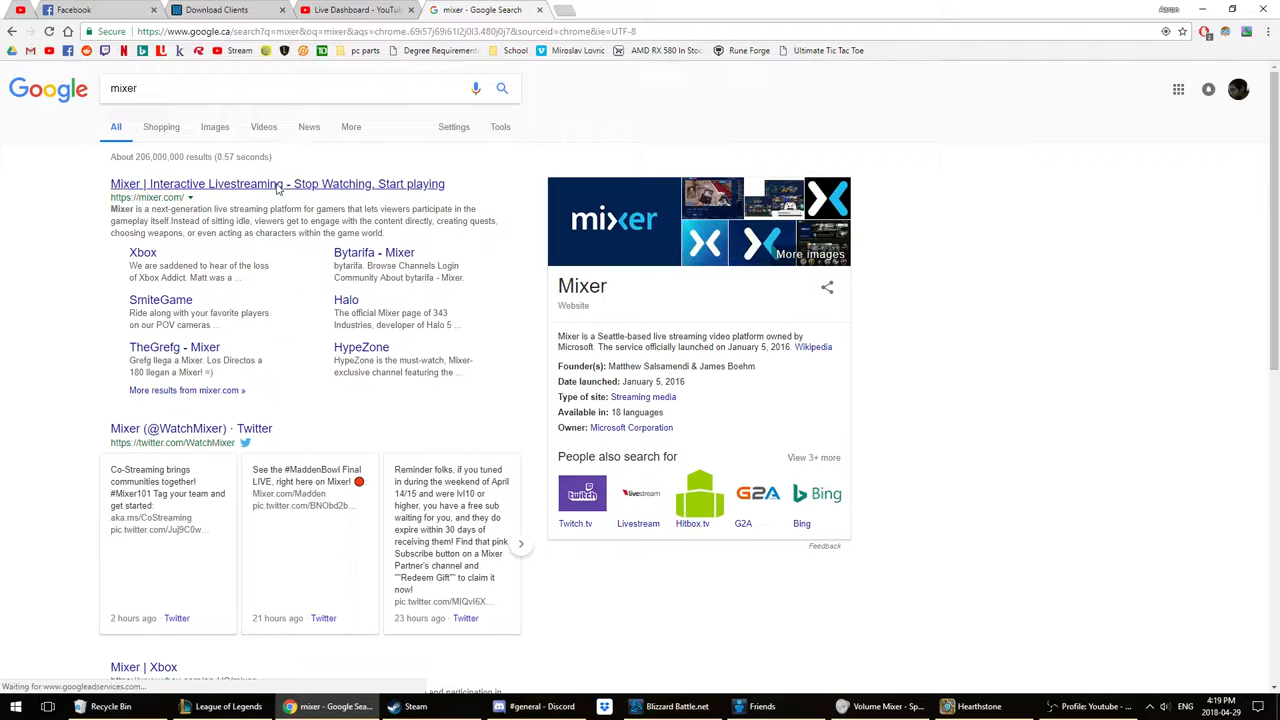 Facebook
Download Clients
Live Dashboard - YouTube
mixer - Google Search
Aaron
Secure
https://www.google.ca/search?q=mixer&oq=mixer&aqs=chrome..69i57j69i61l2j0l3.480j0j7&sourceid=chrome&ie=UTF-8
Stream
pc parts
Degree Requirements
School
Miroslav Lovric
AMD RX 580 In Stock
Rune Forge
Ultimate Tic Tac Toe
Google
mixer
All
Shopping
Images
Videos
News
More
Settings
Tools
About 206,000,000 results (0.57 seconds)
Mixer | Interactive Livestreaming - Stop Watching, Start playing
https://mixer.com/
Mixer is a next-generation live streaming platform for gamers that lets viewers participate in the
gameplay itself.Instead of sitting idle, viewers get to engage with the content directly, creating quests,
choosing weapons, or even acting as characters within the game world.
Xbox
We are saddened to hear of the loss
of Xbox Addict. Matt was a ...
Bytarifa - Mixer
bytarifa. Browse Channels Login
Community About bytarifa - Mixer.
SmiteGame
Ride along with your favorite players
on our POV cameras ...
Halo
The official Mixer page of 343
Industries, developer of Halo 5 ...
TheGrefg - Mixer
Grefg llega a Mixer. Los Directos a
180 llegan a Mixer! =)
HypeZone
HypeZone is the must-watch, Mixer-
exclusive channel featuring the ...
More results from mixer.com »
Mixer (@WatchMixer) · Twitter
https://twitter.com/WatchMixer
Co-Streaming brings
communities together!
#Mixer101 Tag your team and
get started:
aka.ms/CoStreaming
pic.twitter.com/Juj9C0w...
2 hours ago · Twitter
See the #MaddenBowl Final
LIVE, right here on Mixer! 🔴:
Mixer.com/Madden
pic.twitter.com/BNObd2b...
21 hours ago · Twitter
Reminder folks, if you tuned
in during the weekend of April
14/15 and were lvl10 or
higher, you have a free sub
waiting for you, and they do
expire within 30 days of
receiving them! Find that pink
Subscribe button on a Mixer
Partner's channel and
""Redeem Gift"" to claim it
now!
pic.twitter.com/MIQvI6X...
23 hours ago · Twitter
Mixer | Xbox
and participation in
mixer
More images
Mixer
Website
Mixer is a Seattle-based live streaming video platform owned by
Microsoft. The service officially launched on January 5, 2016. Wikipedia
Founder(s): Matthew Salsamendi & James Boehm
Date launched: January 5, 2016
Type of site: Streaming media
Available in: 18 languages
Owner: Microsoft Corporation
People also search for
View 3+ more
twitch
livestream
G2A
Bing
Twitch.tv
Livestream
Hitbox.tv
G2A
Bing
Feedback
Waiting for www.googleadservices.com...
Recycle Bin
League of Legends
mixer - Google Sea...
Steam
#general - Discord
Blizzard Battle.net
Friends
Volume Mixer - Sp...
Hearthstone
Profile: Youtube - ...
4:19 PM
2018-04-29